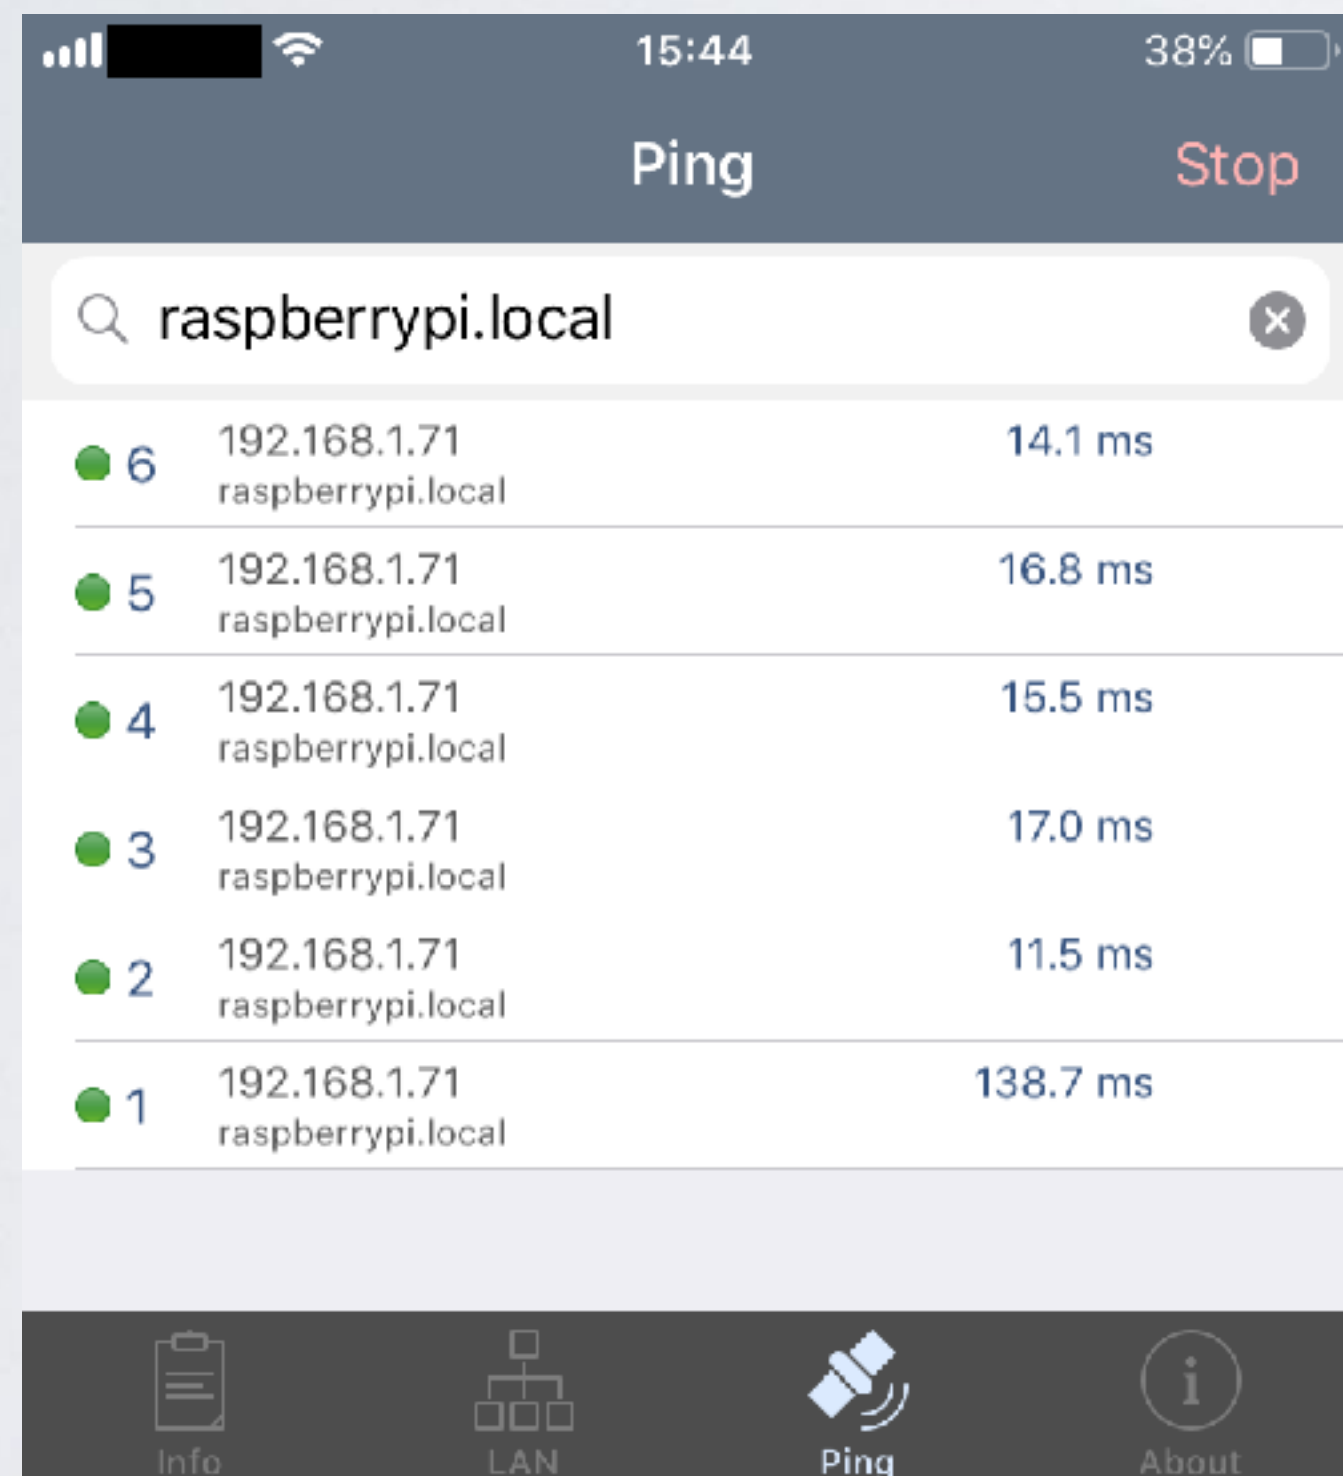 15:44
38%
Ping
Stop
raspberrypi.local
6 192.168.1.71 14.1 ms
raspberrypi.local
5 192.168.1.71 16.8 ms
raspberrypi.local
4 192.168.1.71 15.5 ms
raspberrypi.local
3 192.168.1.71 17.0 ms
raspberrypi.local
2 192.168.1.71 11.5 ms
raspberrypi.local
1 192.168.1.71 138.7 ms
raspberrypi.local
Info LAN Ping About